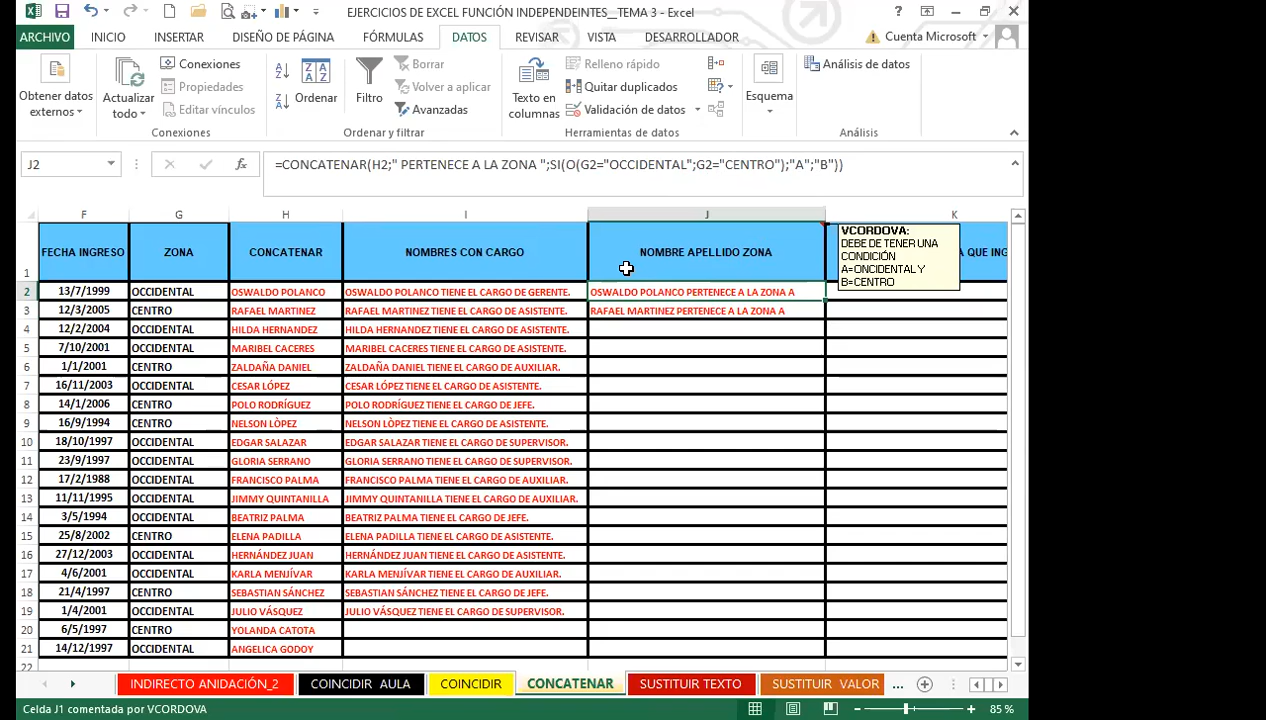 EJERCICIOS DE EXCEL FUNCIÓN INDEPENDEINTES__TEMA 3 - Excel
ARCHIVO INICIO INSERTAR DISEÑO DE PÁGINA FÓRMULAS DATOS REVISAR VISTA DESARROLLADOR Cuenta Microsoft
Obtener datos externos
Actualizar todo
Conexiones
Propiedades
Editar vínculos
Ordenar
Filtro
Borrar
Volver a aplicar
Avanzadas
Texto en columnas
Relleno rápido
Quitar duplicados
Validación de datos
Esquema
Análisis de datos
Conexiones Ordenar y filtrar Herramientas de datos Análisis
J2 fx =CONCATENAR(H2;" PERTENECE A LA ZONA ";SI(O(G2="OCCIDENTAL";G2="CENTRO");"A";"B"))
F G H I J K
1 FECHA INGRESO ZONA CONCATENAR NOMBRES CON CARGO NOMBRE APELLIDO ZONA A QUE ING
VCORDOVA:
DEBE DE TENER UNA
CONDICIÓN
A=ONCIDENTAL Y
B=CENTRO
2 13/7/1999 OCCIDENTAL OSWALDO POLANCO OSWALDO POLANCO TIENE EL CARGO DE GERENTE. OSWALDO POLANCO PERTENECE A LA ZONA A
3 12/3/2005 CENTRO RAFAEL MARTINEZ RAFAEL MARTINEZ TIENE EL CARGO DE ASISTENTE. RAFAEL MARTINEZ PERTENECE A LA ZONA A
4 12/2/2004 OCCIDENTAL HILDA HERNANDEZ HILDA HERNANDEZ TIENE EL CARGO DE ASISTENTE.
5 7/10/2001 OCCIDENTAL MARIBEL CACERES MARIBEL CACERES TIENE EL CARGO DE ASISTENTE.
6 1/1/2001 CENTRO ZALDAÑA DANIEL ZALDAÑA DANIEL TIENE EL CARGO DE AUXILIAR.
7 16/11/2003 OCCIDENTAL CESAR LÓPEZ CESAR LÓPEZ TIENE EL CARGO DE ASISTENTE.
8 14/1/2006 CENTRO POLO RODRÍGUEZ POLO RODRÍGUEZ TIENE EL CARGO DE JEFE.
9 16/9/1994 CENTRO NELSON LÒPEZ NELSON LÒPEZ TIENE EL CARGO DE ASISTENTE.
10 18/10/1997 OCCIDENTAL EDGAR SALAZAR EDGAR SALAZAR TIENE EL CARGO DE SUPERVISOR.
11 23/9/1997 OCCIDENTAL GLORIA SERRANO GLORIA SERRANO TIENE EL CARGO DE SUPERVISOR.
12 17/2/1988 OCCIDENTAL FRANCISCO PALMA FRANCISCO PALMA TIENE EL CARGO DE AUXILIAR.
13 11/11/1995 OCCIDENTAL JIMMY QUINTANILLA JIMMY QUINTANILLA TIENE EL CARGO DE AUXILIAR.
14 3/5/1994 OCCIDENTAL BEATRIZ PALMA BEATRIZ PALMA TIENE EL CARGO DE JEFE.
15 25/8/2002 CENTRO ELENA PADILLA ELENA PADILLA TIENE EL CARGO DE ASISTENTE.
16 27/12/2003 OCCIDENTAL HERNÁNDEZ JUAN HERNÁNDEZ JUAN TIENE EL CARGO DE ASISTENTE.
17 4/6/2001 OCCIDENTAL KARLA MENJÍVAR KARLA MENJÍVAR TIENE EL CARGO DE AUXILIAR.
18 21/4/1997 CENTRO SEBASTIAN SÁNCHEZ SEBASTIAN SÁNCHEZ TIENE EL CARGO DE JEFE.
19 1/4/2001 OCCIDENTAL JULIO VÁSQUEZ JULIO VÁSQUEZ TIENE EL CARGO DE SUPERVISOR.
20 6/5/1997 CENTRO YOLANDA CATOTA
21 14/12/1997 OCCIDENTAL ANGELICA GODOY
22
INDIRECTO ANIDACIÓN_2 COINCIDIR AULA COINCIDIR CONCATENAR SUSTITUIR TEXTO SUSTITUIR VALOR ...
Celda J1 comentada por VCORDOVA 85 %